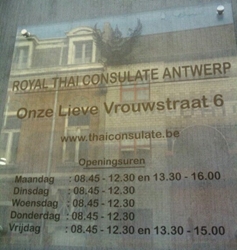 ROYAL THAI CONSULATE ANTWERP
Onze Lieve Vrouwstraat 6
www.thaiconsulate.be
Openingsuren
Maandag : 08.45 - 12.30 en 13.30 - 16.00
Dinsdag : 08.45 - 12.30
Woensdag : 08.45 - 12.30
Donderdag : 08.45 - 12.30
Vrijdag : 08.45 - 12.30 en 13.30 - 15.00